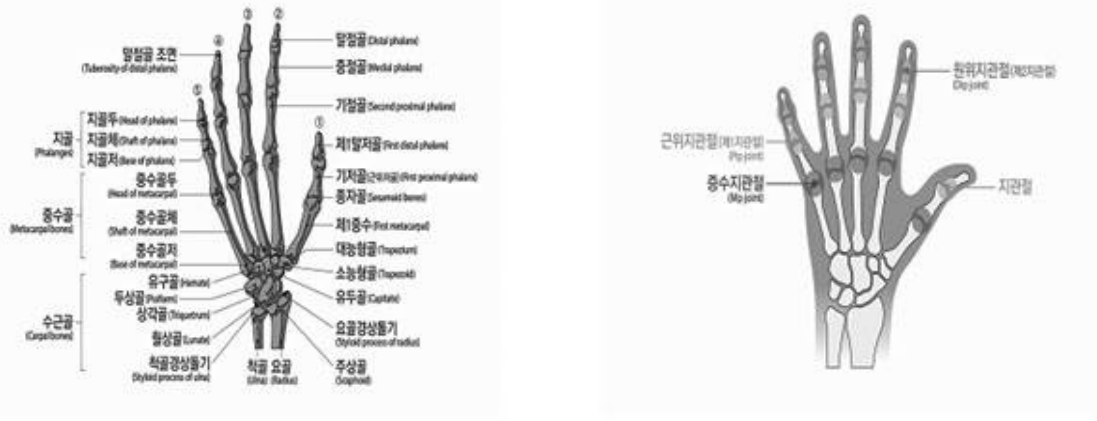 ③
②
④
말절골 조면
(Tuberosity of distal phalane)
말절골 (Distal phalanx)
중절골 (Medial phalane)
기절골 (Second proximal phalane)
⑤
①
지골
(Phalanges)
지골두 (Head of phalane)
지골체 (Shaft of phalane)
지골저 (Base of phalane)
제1말저골 (First distal phalane)
기저골(근위지골) (First proximal phalane)
종자골 (Sesamoid bones)
중수골
(Metacarpal bones)
중수골두
(Head of metacarpal)
중수골체
(Shaft of metacarpal)
중수골저
(Base of metacarpal)
제1중수 (First metacarpal)
대능형골 (Trapezium)
소능형골 (Trapezoid)
유두골 (Capitate)
수근골
(Carpal bones)
유구골 (Hamate)
두상골 (Pisiform)
상각골 (Triquetrum)
월상골 (Lunate)
척골경상돌기
(Styloid process of ulna)
척골
(Ulna)
요골
(Radius)
요골경상돌기
(Styloid process of radius)
주상골
(Scaphoid)
원위지관절 (제2지관절)
(Dip joint)
근위지관절 (제1지관절)
(Pip joint)
중수지관절
(Mp joint)
지관절